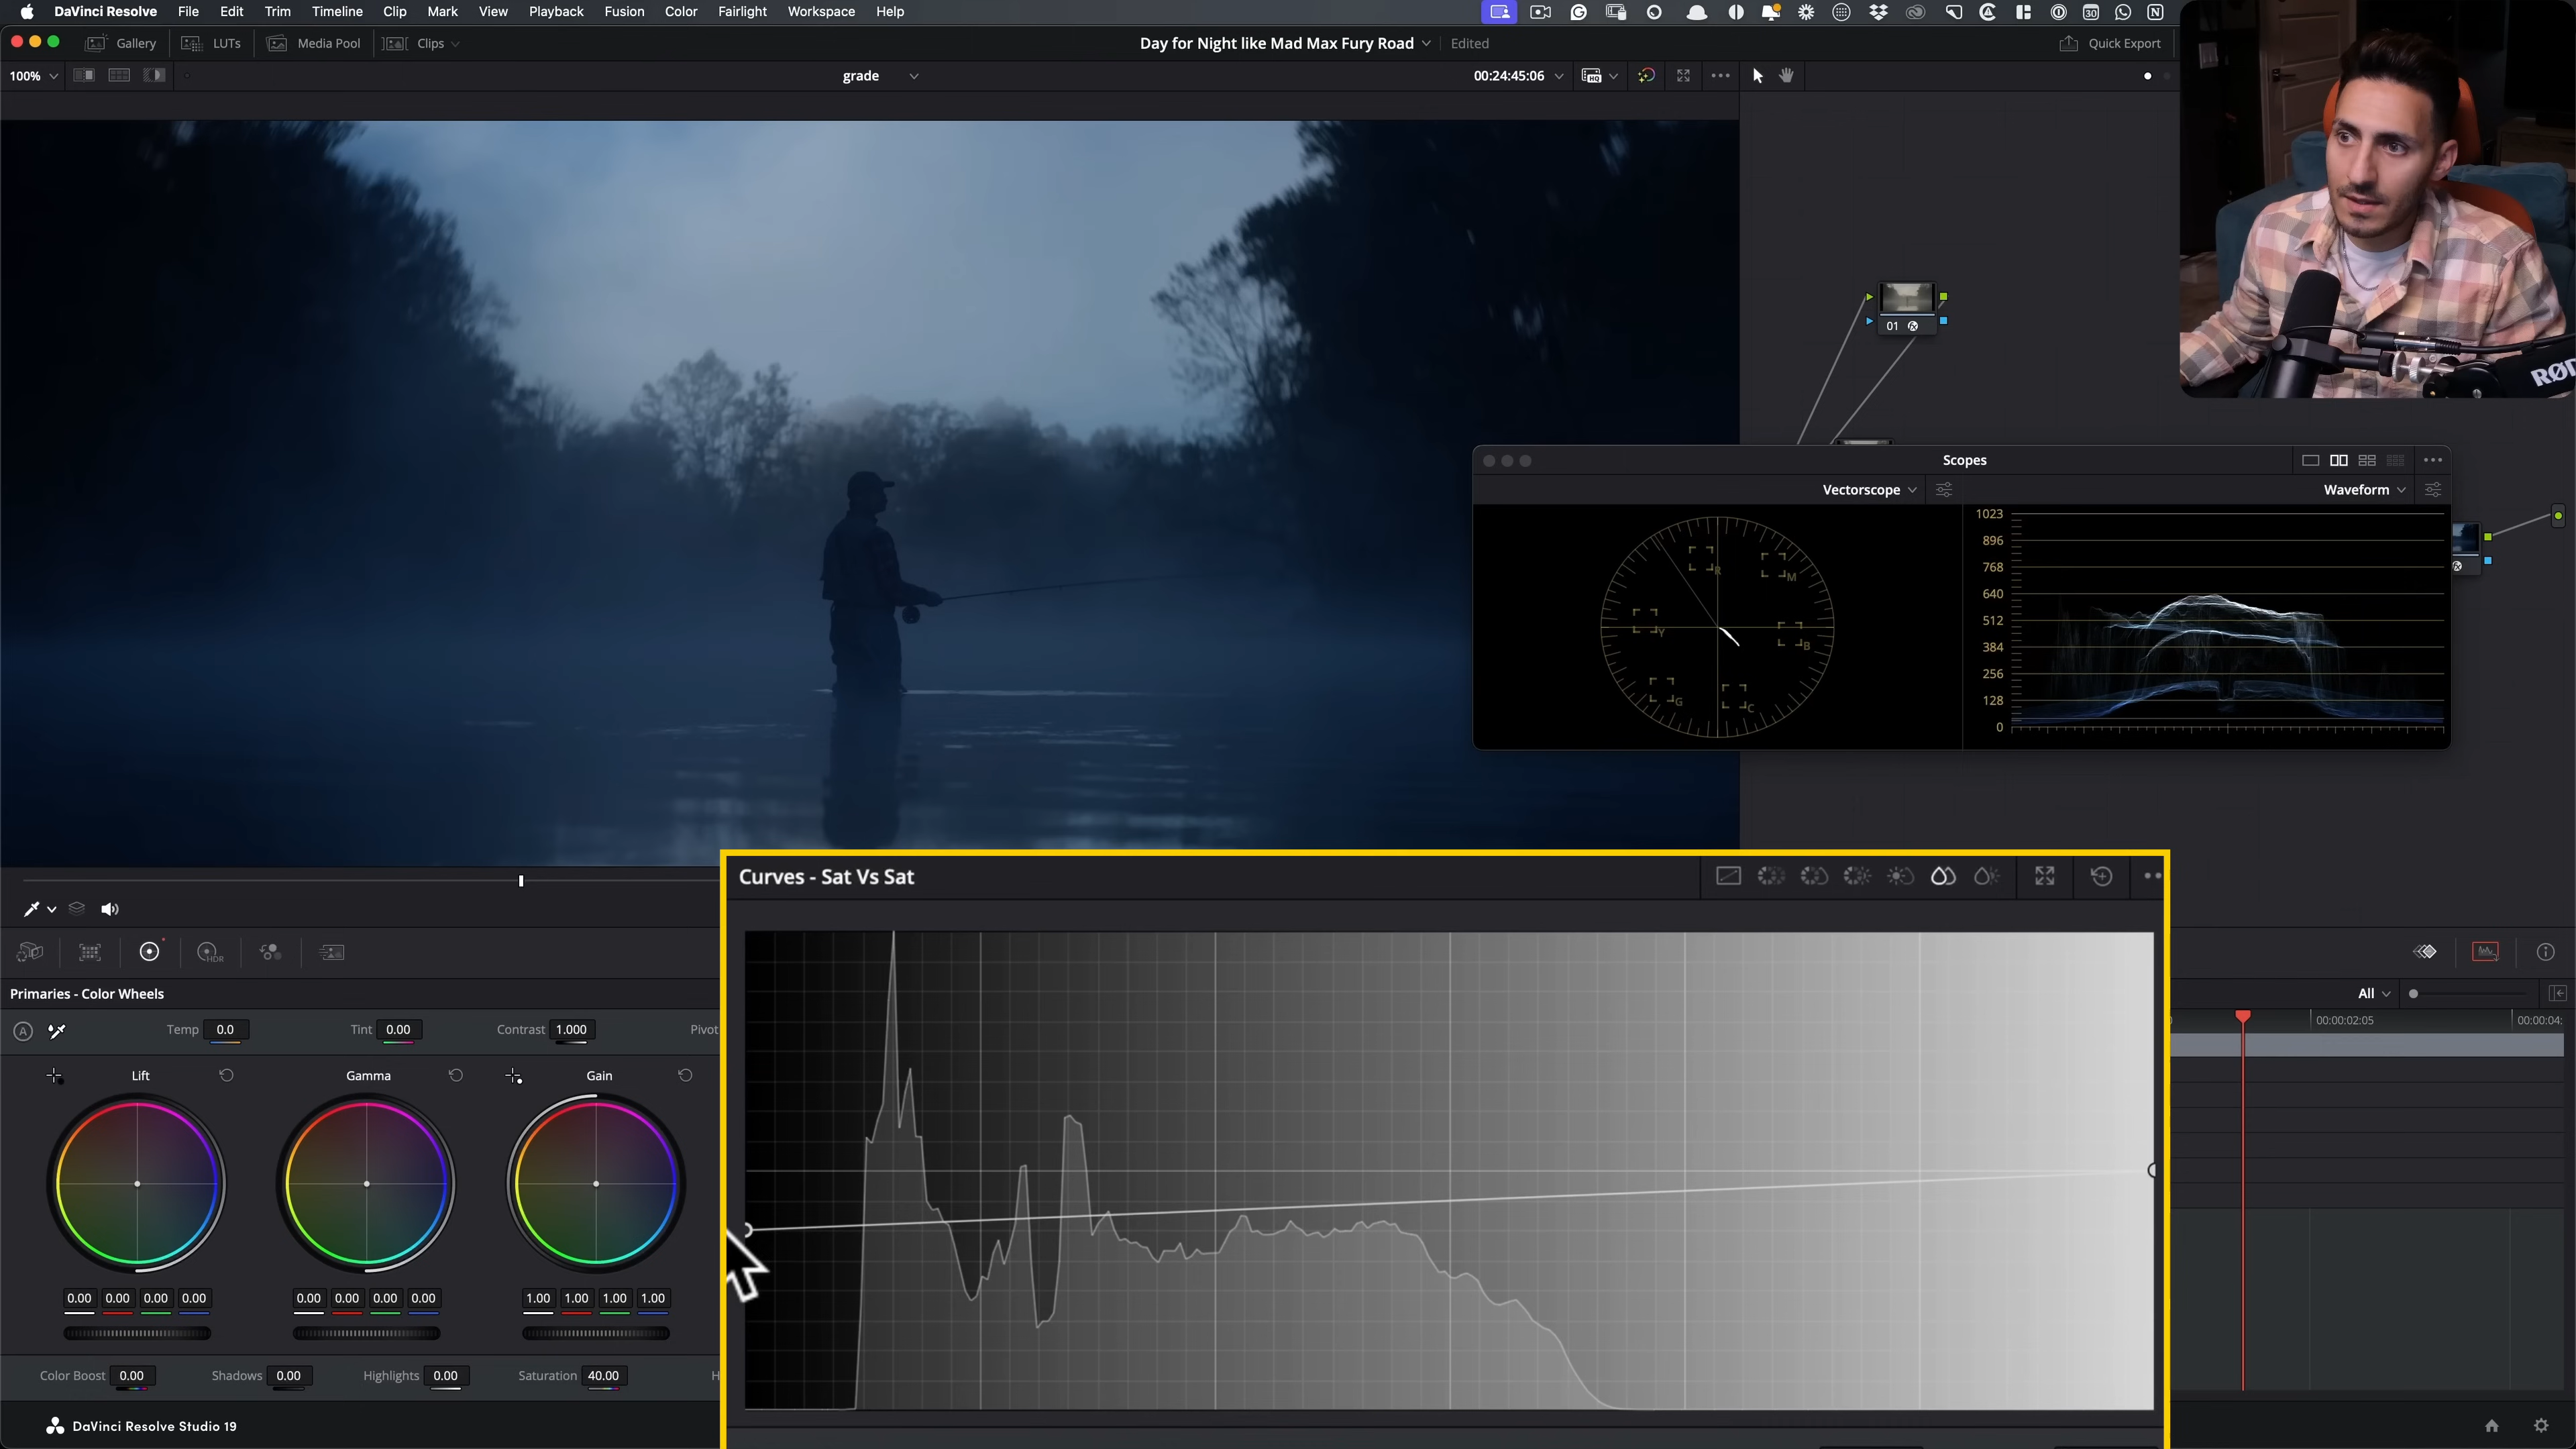 DaVinci Resolve File Edit Trim Timeline Clip Mark View Playback Fusion Color Fairlight Workspace Help
30
Gallery LUTs Media Pool Clips Day for Night like Mad Max Fury Road Edited Quick Export
100% grade 00:24:45:06 HQ
01
RØD
Scopes
Vectorscope Waveform
R M B C G Y
1023
896
768
640
512
384
256
128
0
Curves - Sat Vs Sat
HDR
Primaries - Color Wheels
All
A Temp 0.0 Tint 0.00 Contrast 1.000 Pivot
00:00:02:05 00:00:04:
Lift Gamma Gain
0.00 0.00 0.00 0.00 0.00 0.00 0.00 0.00 1.00 1.00 1.00 1.00
Color Boost 0.00 Shadows 0.00 Highlights 0.00 Saturation 40.00 H
DaVinci Resolve Studio 19